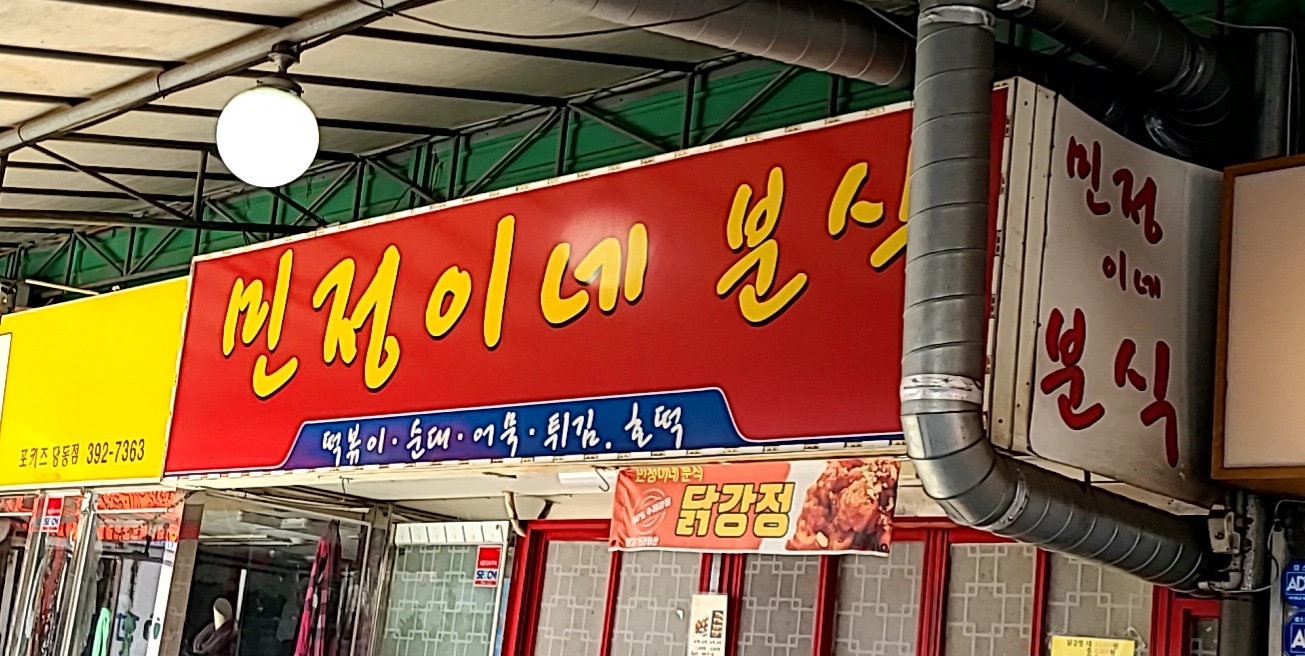 민정이네 분식
떡볶이·순대·어묵·튀김, 호떡
민정
이네
분식
포키즈 당동점 392-7363
민정이네 분식
닭강정
SECOM